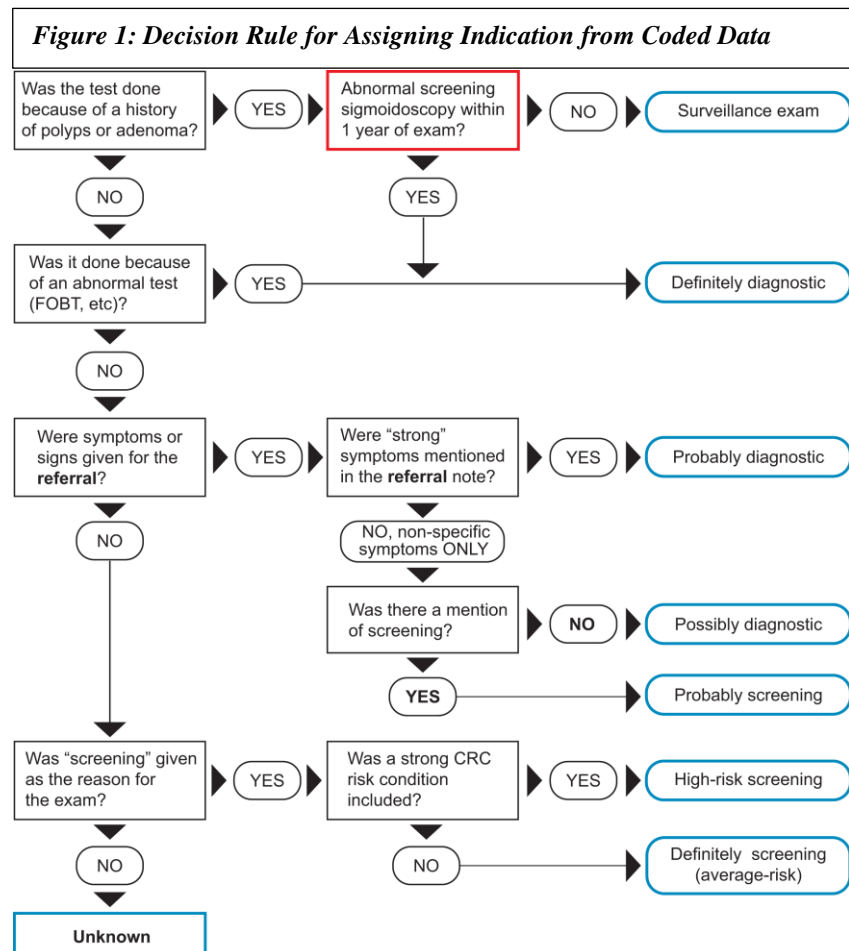 Figure 1: Decision Rule for Assigning Indication from Coded Data
Was the test done
because of a history
of polyps or adenoma?
YES
Abnormal screening
sigmoidoscopy within
1 year of exam?
NO
Surveillance exam
NO
YES
Was it done because
of an abnormal test
(FOBT, etc)?
YES
Definitely diagnostic
NO
Were symptoms or
signs given for the
referral?
YES
Were “strong”
symptoms mentioned
in the referral note?
YES
Probably diagnostic
NO
NO, non-specific
symptoms ONLY
Was there a mention
of screening?
NO
Possibly diagnostic
YES
Probably screening
Was “screening” given
as the reason for
the exam?
YES
Was a strong CRC
risk condition
included?
YES
High-risk screening
NO
NO
Definitely screening
(average-risk)
Unknown